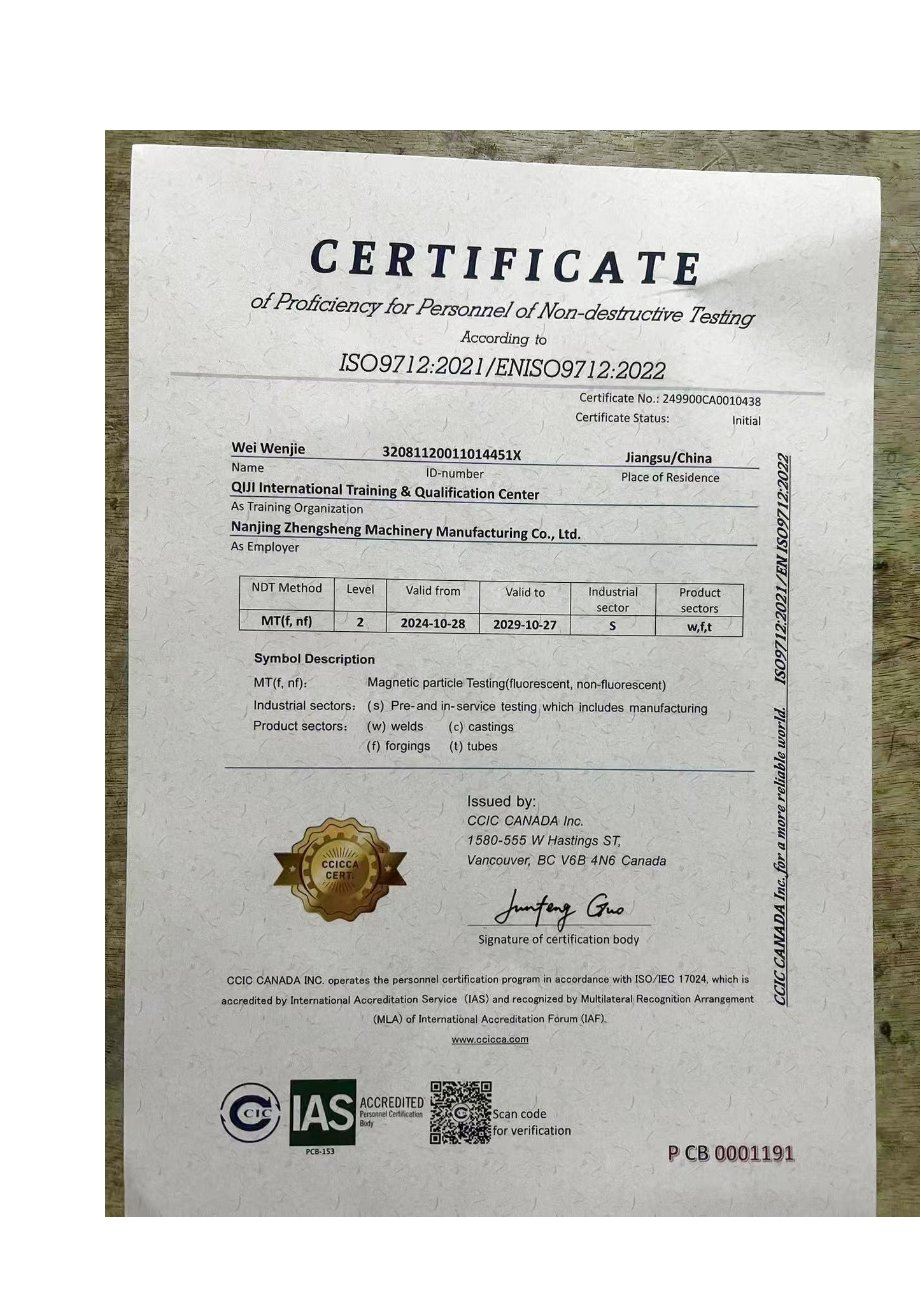 CERTIFICATE
of Proficiency for Personnel of Non-destructive Testing
According to
ISO9712:2021/ENISO9712:2022
Certificate No.: 249900CA0010438
Certificate Status: Initial
Wei Wenjie 32081120011014451X Jiangsu/China
Name ID-number Place of Residence
QIJI International Training & Qualification Center
As Training Organization
Nanjing Zhengsheng Machinery Manufacturing Co., Ltd.
As Employer
NDT Method Level Valid from Valid to Industrial sector Product sectors
MT(f, nf) 2 2024-10-28 2029-10-27 S w,f,t
Symbol Description
MT(f, nf): Magnetic particle Testing(fluorescent, non-fluorescent)
Industrial sectors: (s) Pre-and in-service testing which includes manufacturing
Product sectors: (w) welds (c) castings
(f) forgings (t) tubes
Issued by:
CCIC CANADA Inc.
1580-555 W Hastings ST,
Vancouver, BC V6B 4N6 Canada
CCICCA
CERT.
Junfeng Guo
Signature of certification body
CCIC CANADA INC. operates the personnel certification program in accordance with ISO/IEC 17024, which is
accredited by International Accreditation Service (IAS) and recognized by Multilateral Recognition Arrangement
(MLA) of International Accreditation Forum (IAF).
www.ccicca.com
CCIC
IAS
ACCREDITED
Personnel Certification
Body
PCB-153
Scan code
for verification
P CB 0001191
CCIC CANADA Inc. for a more reliable world. ISO9712:2021/EN ISO9712:2022